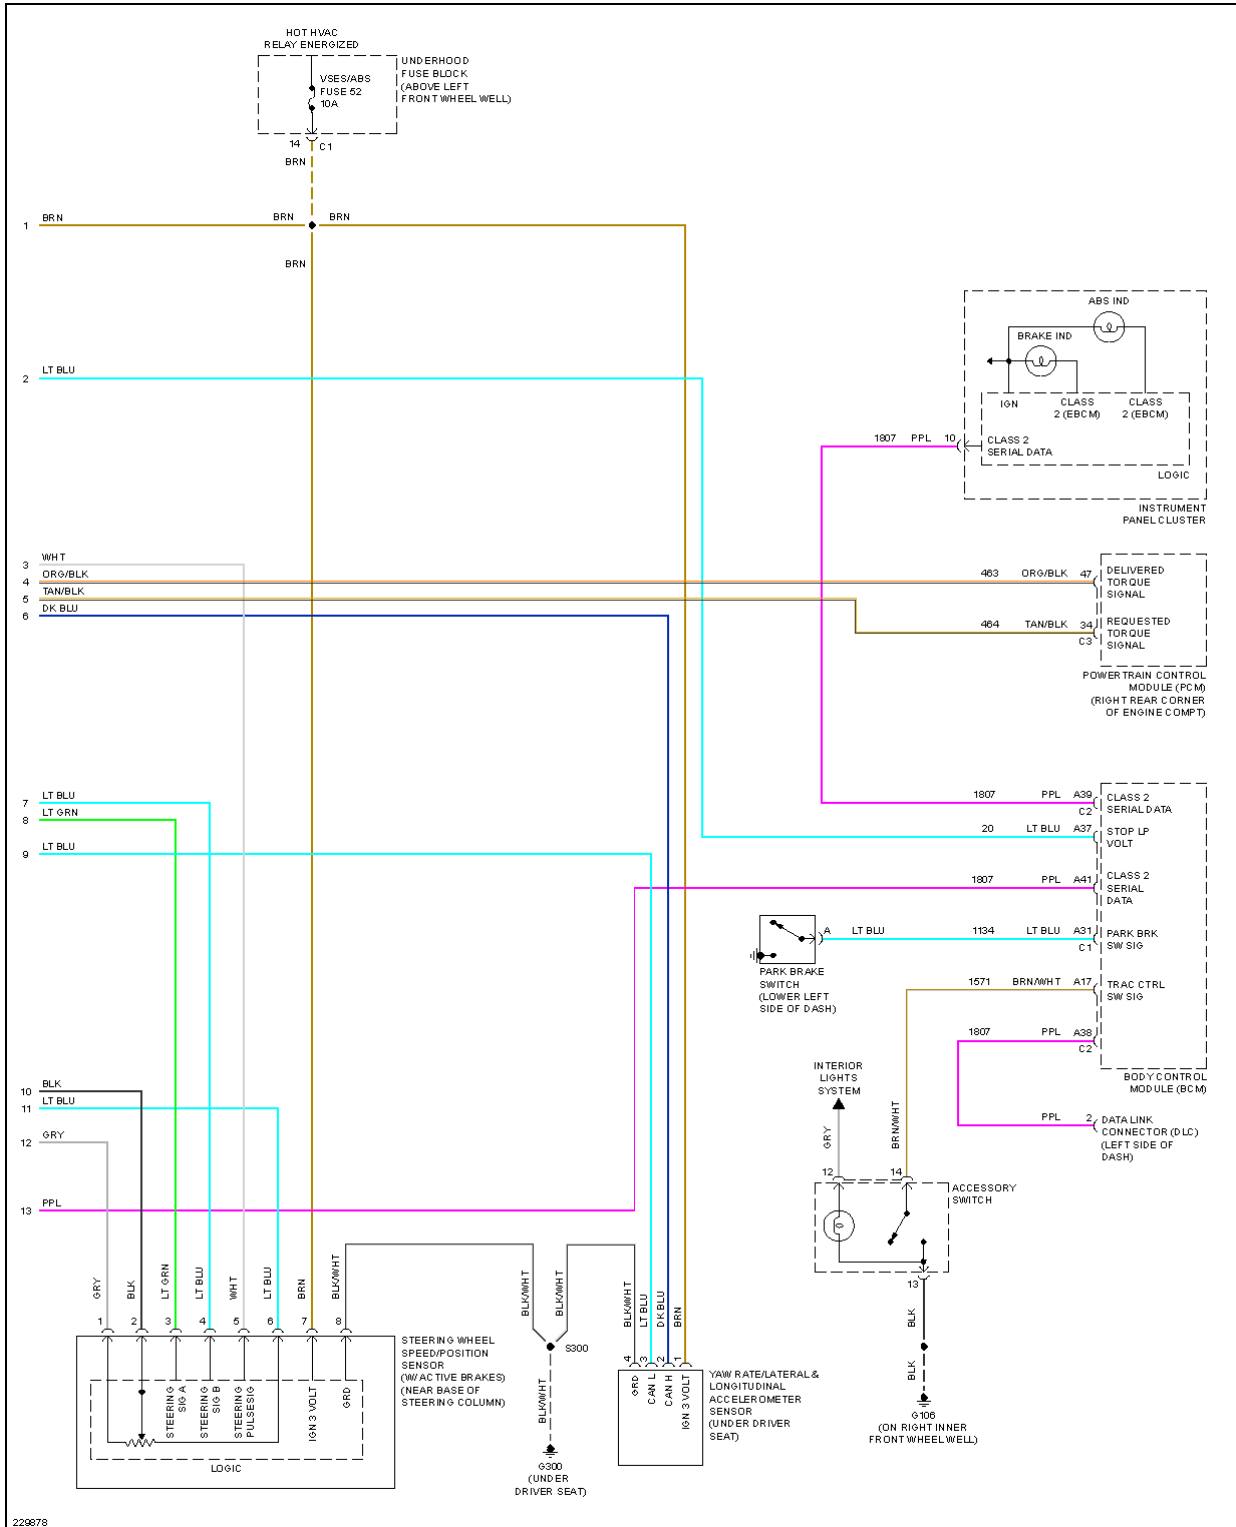 HOT HVAC
RELAY ENERGIZED
VSES/ABS
FUSE 52
10A
UNDERHOOD
FUSE BLOCK
(ABOVE LEFT
FRONT WHEEL WELL)
14
C1
BRN
1
BRN
BRN
BRN
BRN
2
LT BLU
ABS IND
BRAKE IND
IGN
CLASS
2 (EBCM)
CLASS
2 (EBCM)
1807
PPL
10
CLASS 2
SERIAL DATA
LOGIC
INSTRUMENT
PANEL CLUSTER
3
WHT
4
ORG/BLK
5
TAN/BLK
6
DK BLU
463
ORG/BLK
47
DELIVERED
TORQUE
SIGNAL
464
TAN/BLK
34
C3
REQUESTED
TORQUE
SIGNAL
POWERTRAIN CONTROL
MODULE (PCM)
(RIGHT REAR CORNER
OF ENGINE COMPT)
7
LT BLU
8
LT GRN
9
LT BLU
1807
PPL
A39
C2
CLASS 2
SERIAL DATA
20
LT BLU
A37
STOP LP
VOLT
1807
PPL
A41
CLASS 2
SERIAL
DATA
A
LT BLU
1134
LT BLU
A31
C1
PARK BRK
SW SIG
PARK BRAKE
SWITCH
(LOWER LEFT
SIDE OF DASH)
1571
BRN/WHT
A17
TRAC CTRL
SW SIG
1807
PPL
A38
C2
BODY CONTROL
MODULE (BCM)
PPL
2
DATA LINK
CONNECTOR (DLC)
(LEFT SIDE OF
DASH)
10
BLK
11
LT BLU
12
GRY
13
PPL
INTERIOR
LIGHTS
SYSTEM
GRY
BRN/WHT
12
14
ACCESSORY
SWITCH
13
BLK
BLK
G106
(ON RIGHT INNER
FRONT WHEEL WELL)
GRY
BLK
LT GRN
LT BLU
WHT
LT BLU
BRN
BLK/WHT
1
2
3
4
5
6
7
8
STEERING
SIG A
STEERING
SIG B
STEERING
PULSESIG
IGN 3 VOLT
GRD
LOGIC
STEERING WHEEL
SPEED/POSITION
SENSOR
(W/ ACTIVE BRAKES)
(NEAR BASE OF
STEERING COLUMN)
BLK/WHT
BLK/WHT
S300
BLK/WHT
G300
(UNDER
DRIVER SEAT)
BLK/WHT
LT BLU
DK BLU
BRN
4
3
2
1
GRD
CAN L
CAN H
IGN 3 VOLT
YAW RATE/LATERAL &
LONGITUDINAL
ACCELEROMETER
SENSOR
(UNDER DRIVER
SEAT)
229878